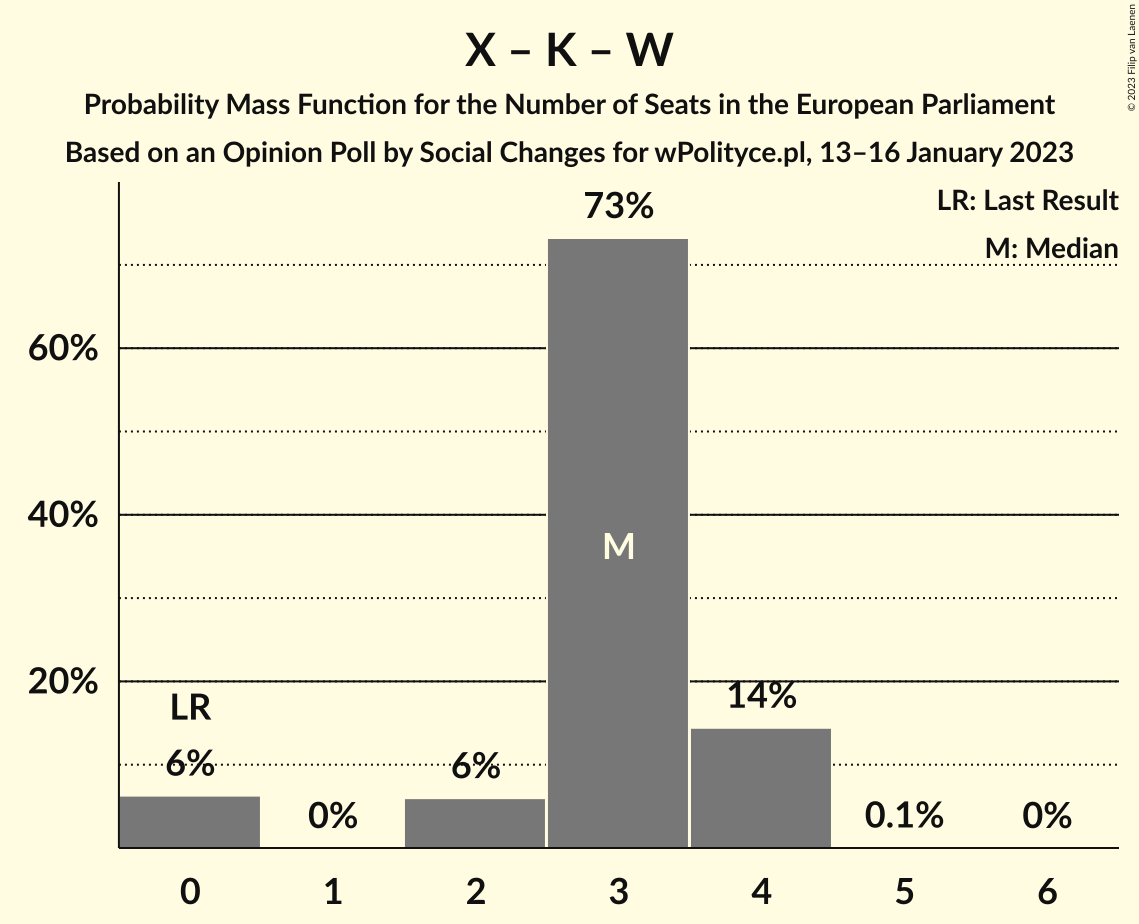 X – K – W
Probability Mass Function for the Number of Seats in the European Parliament
Based on an Opinion Poll by Social Changes for wPolityce.pl, 13–16 January 2023
© 2023 Filip van Laenen
LR: Last Result
M: Median
73%
60%
40%
M
20%
14%
LR
6%
6%
0%
0.1%
0%
0 1 2 3 4 5 6